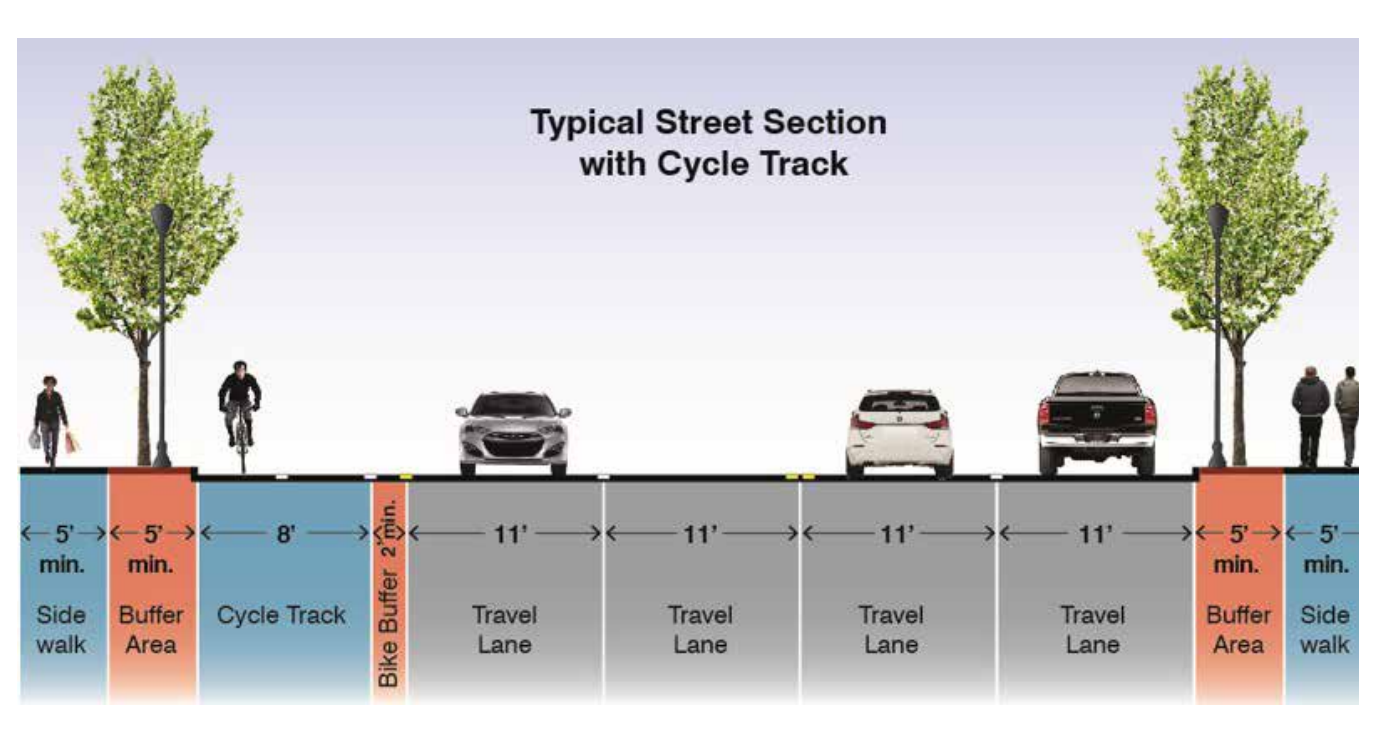 Typical Street Section
with Cycle Track
5'
min.
Side
walk
5'
min.
Buffer
Area
8'
Cycle Track
Bike Buffer 2' min.
11'
Travel
Lane
11'
Travel
Lane
11'
Travel
Lane
11'
Travel
Lane
5'
min.
Buffer
Area
5'
min.
Side
walk